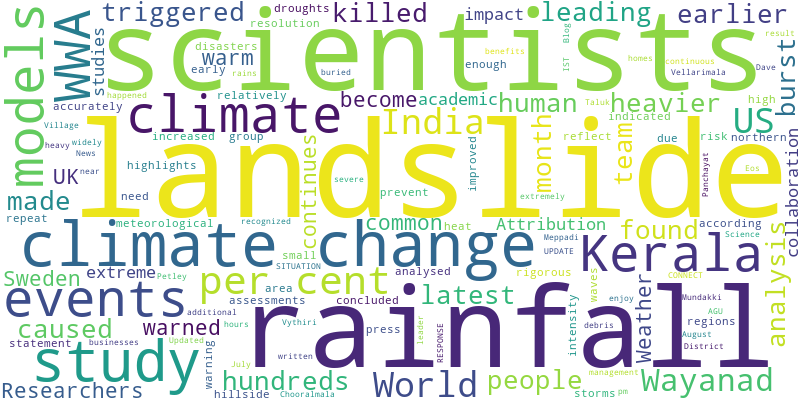 triggered
droughts
killed
impact
leading
earlier
resolution
models
WWA
studies
scientists
disasters
warm
early
rains
buried
enough
benefits
IST
Blog
homes
continuous
Vellarimala
Dave
result
burst
happened
accurately
relatively
climate
become
academic
human
heavier
Taluk
indicated
high
US
Village
heavy
News
widely
near
increased
group
India
month
reflect
team
due
risk
northern
collaboration
landslide
UK
highlights
continues
severe
prevent
improved
extremely
Panchayat
Eos
made
need
repeat
meteorological
recognized
common
heat
Attribution
found
according
Science
climate change
small
SITUATION
Meppadi
UPDATE
Kerala
analysis
Sweden
extreme
Petley
per cent
analysed
rigorous
waves
CONNECT
events
area
assessments
concluded
latest
enjoy
Mundakki
AGU
regions
additional
caused
warned
hours
Vythiri
press
leader
RESPONSE
rainfall
intensity
debris
Weather
August
District
statement
businesses
Updated
study
warning
July
written
management
Researchers
hillside
hundreds
Chooralmala
World
people
storms
pm
Wayanad